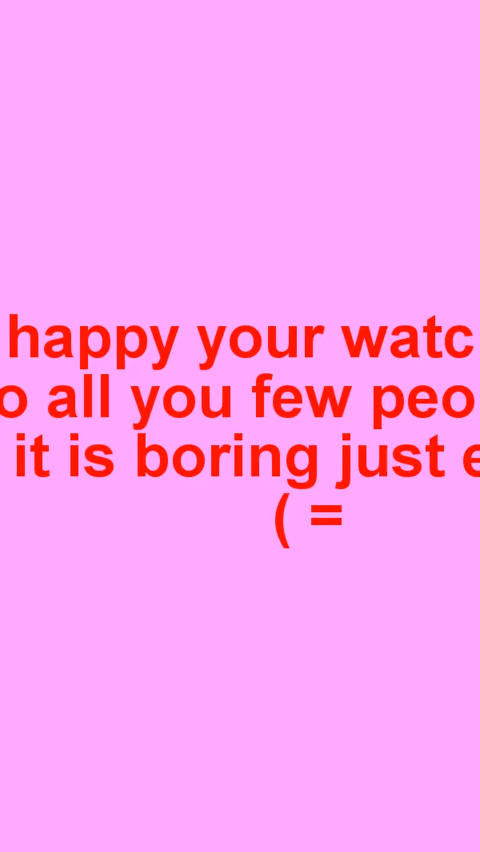 happy your watc
o all you few peo
it is boring just e
( =